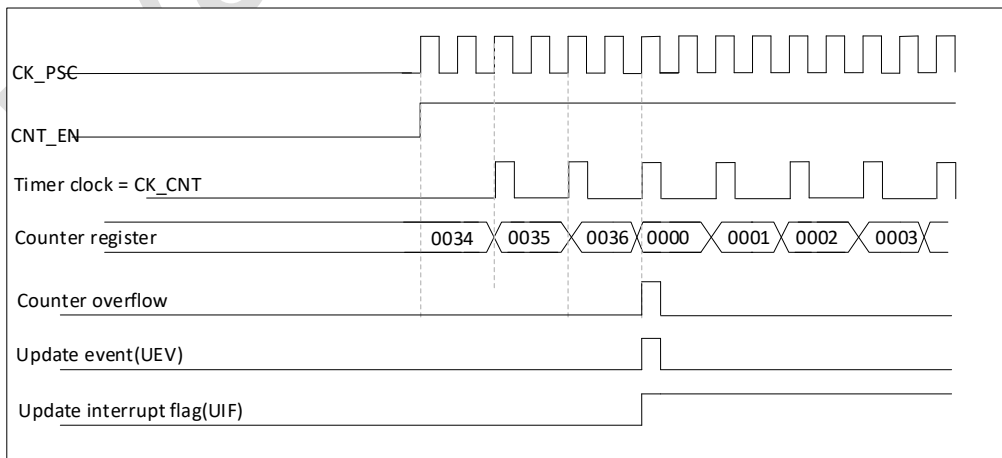 CK_PSC
CNT_EN
Timer clock = CK_CNT
Counter register
0034 0035 0036 0000 0001 0002 0003
Counter overflow
Update event(UEV)
Update interrupt flag(UIF)